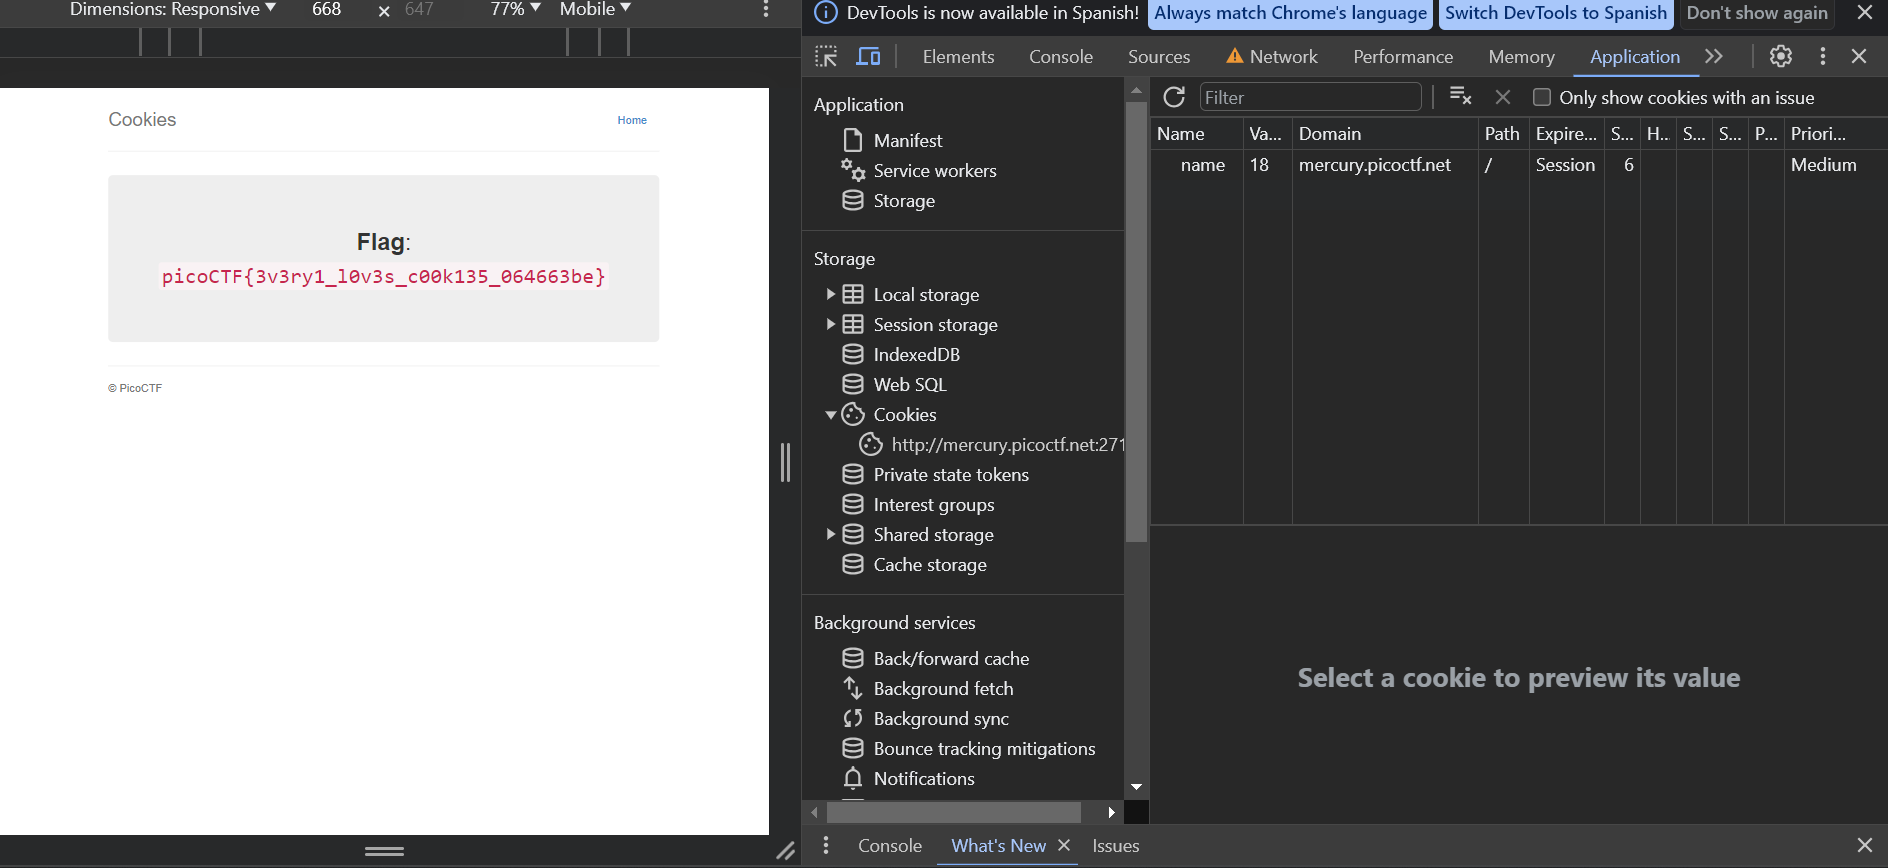 Dimensions: Responsive ▼ 668 × 647 77% ▼ Mobile ▼
Cookies Home
Flag:
picoCTF{3v3ry1_l0v3s_c00k135_064663be}
© PicoCTF
DevTools is now available in Spanish! Always match Chrome's language Switch DevTools to Spanish Don't show again
Elements Console Sources Network Performance Memory Application
Application
Manifest
Service workers
Storage
Storage
Local storage
Session storage
IndexedDB
Web SQL
Cookies
http://mercury.picoctf.net:271
Private state tokens
Interest groups
Shared storage
Cache storage
Background services
Back/forward cache
Background fetch
Background sync
Bounce tracking mitigations
Notifications
Filter Only show cookies with an issue
Name Va... Domain Path Expire... S... H.. S... S... P... Priori...
name 18 mercury.picoctf.net / Session 6 Medium
Select a cookie to preview its value
Console What's New Issues